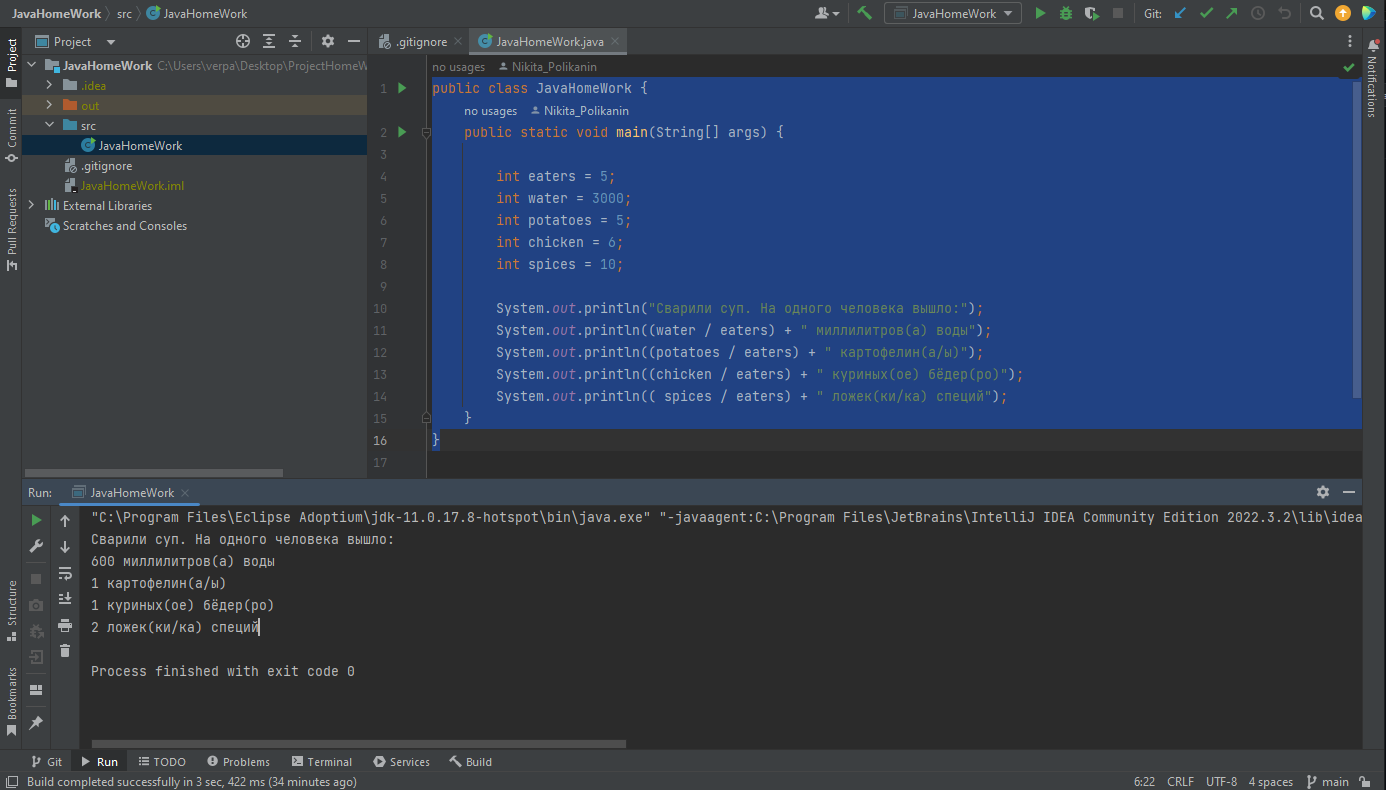 JavaHomeWork src JavaHomeWork
JavaHomeWork
Git:
Project
.gitignore
JavaHomeWork.java
Project
Commit
Pull Requests
Structure
Bookmarks
Notifications
JavaHomeWork C:\Users\verpa\Desktop\ProjectHomeW
.idea
out
src
JavaHomeWork
.gitignore
JavaHomeWork.iml
External Libraries
Scratches and Consoles
no usages Nikita_Polikanin
1 public class JavaHomeWork {
no usages Nikita_Polikanin
2 public static void main(String[] args) {
3
4 int eaters = 5;
5 int water = 3000;
6 int potatoes = 5;
7 int chicken = 6;
8 int spices = 10;
9
10 System.out.println("Сварили суп. На одного человека вышло:");
11 System.out.println((water / eaters) + " миллилитров(а) воды");
12 System.out.println((potatoes / eaters) + " картофелин(а/ы)");
13 System.out.println((chicken / eaters) + " куриных(ое) бёдер(ро)");
14 System.out.println(( spices / eaters) + " ложек(ки/ка) специй");
15 }
16 }
17
Run: JavaHomeWork
"C:\Program Files\Eclipse Adoptium\jdk-11.0.17.8-hotspot\bin\java.exe" "-javaagent:C:\Program Files\JetBrains\IntelliJ IDEA Community Edition 2022.3.2\lib\idea
Сварили суп. На одного человека вышло:
600 миллилитров(а) воды
1 картофелин(а/ы)
1 куриных(ое) бёдер(ро)
2 ложек(ки/ка) специй
Process finished with exit code 0
Git Run TODO Problems Terminal Services Build
Build completed successfully in 3 sec, 422 ms (34 minutes ago)
6:22 CRLF UTF-8 4 spaces main